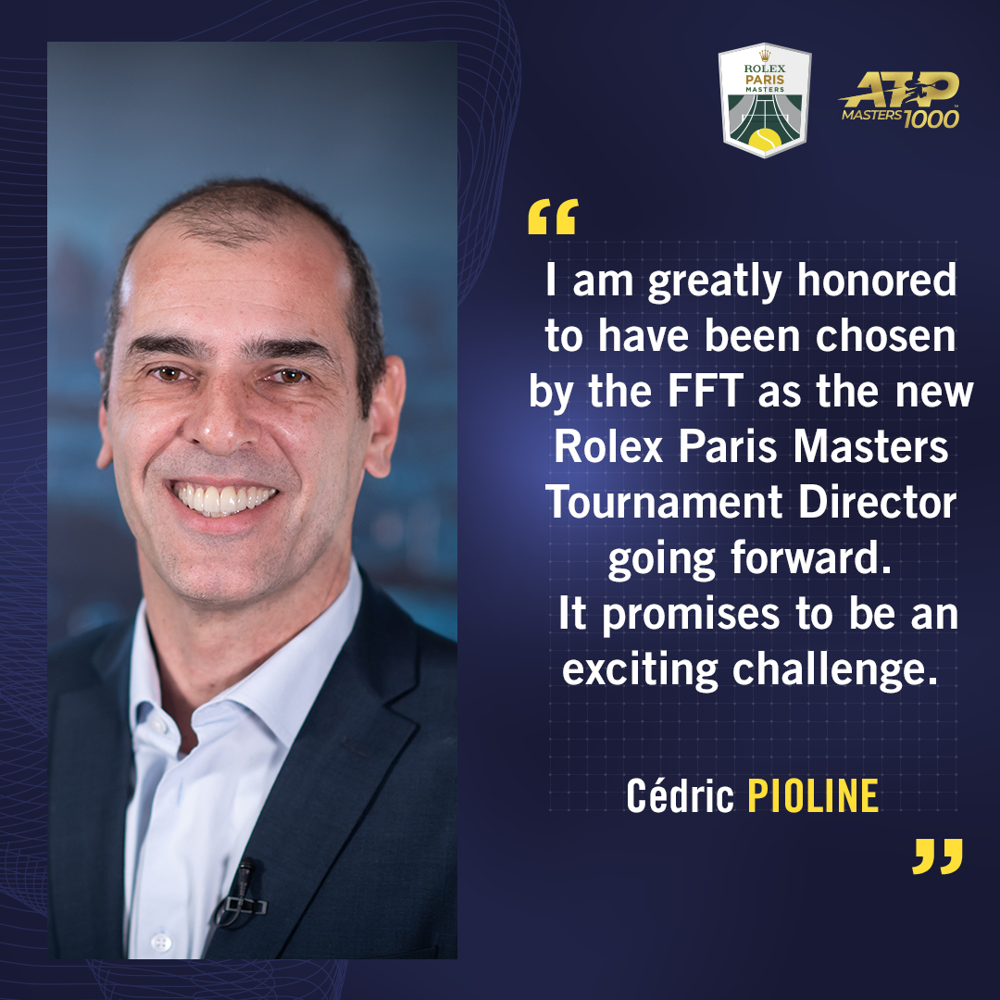 ROLEX
PARIS
MASTERS
ATP
MASTERS 1000
“
I am greatly honored
to have been chosen
by the FFT as the new
Rolex Paris Masters
Tournament Director
going forward.
It promises to be an
exciting challenge.
Cédric PIOLINE
”